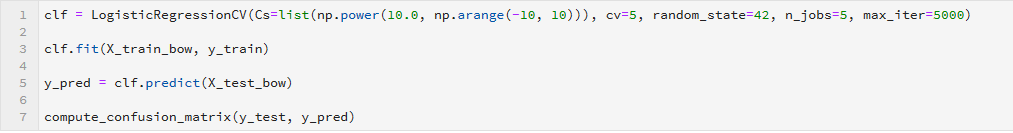 1 clf = LogisticRegressionCV(Cs=list(np.power(10.0, np.arange(-10, 10))), cv=5, random_state=42, n_jobs=5, max_iter=5000)
2
3 clf.fit(X_train_bow, y_train)
4
5 y_pred = clf.predict(X_test_bow)
6
7 compute_confusion_matrix(y_test, y_pred)